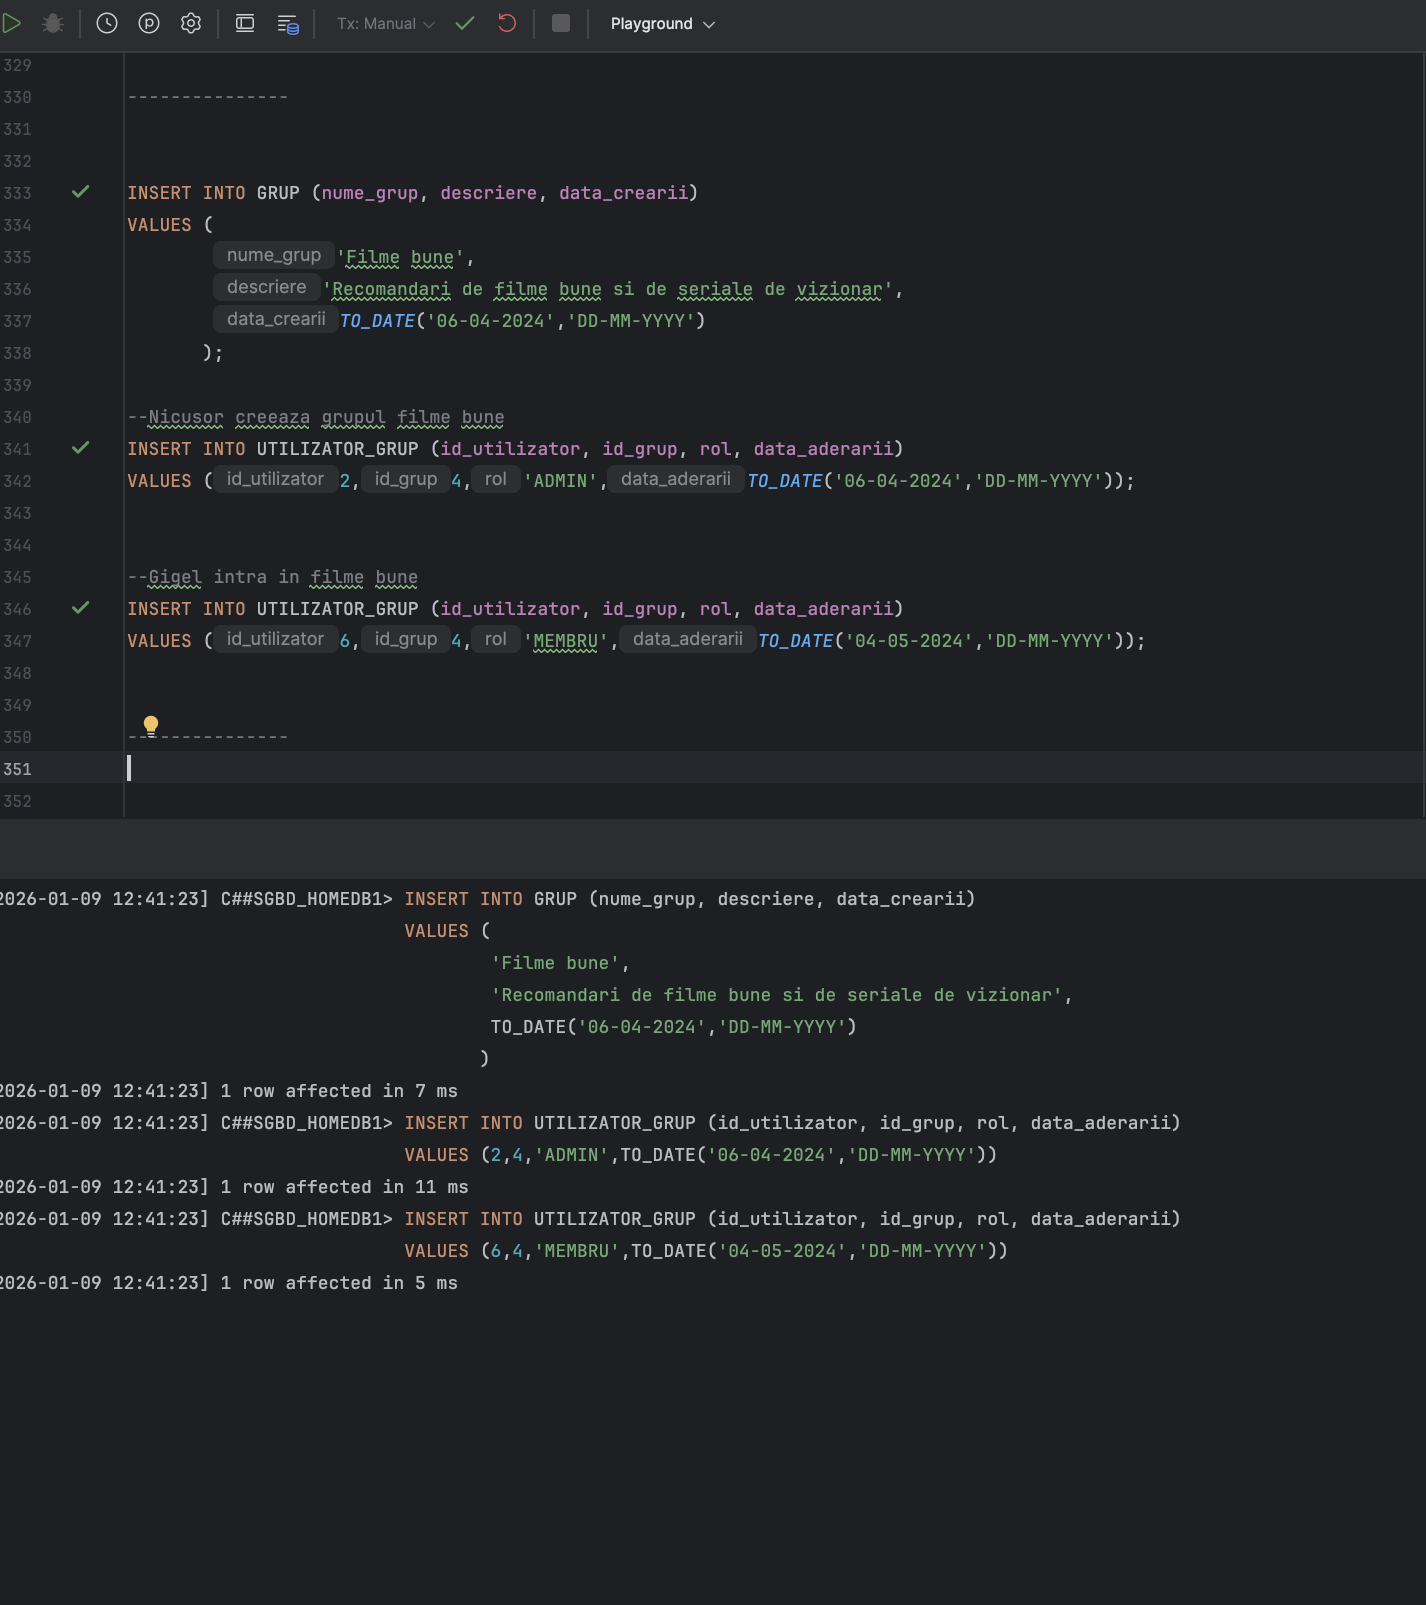 Tx: Manual
Playground
329
330 ---------------
331
332
333 INSERT INTO GRUP (nume_grup, descriere, data_crearii)
334 VALUES (
335 nume_grup 'Filme bune',
336 descriere 'Recomandari de filme bune si de seriale de vizionar',
337 data_crearii TO_DATE('06-04-2024','DD-MM-YYYY')
338 );
339
340 --Nicusor creeaza grupul filme bune
341 INSERT INTO UTILIZATOR_GRUP (id_utilizator, id_grup, rol, data_aderarii)
342 VALUES ( id_utilizator 2, id_grup 4, rol 'ADMIN', data_aderarii TO_DATE('06-04-2024','DD-MM-YYYY'));
343
344
345 --Gigel intra in filme bune
346 INSERT INTO UTILIZATOR_GRUP (id_utilizator, id_grup, rol, data_aderarii)
347 VALUES ( id_utilizator 6, id_grup 4, rol 'MEMBRU', data_aderarii TO_DATE('04-05-2024','DD-MM-YYYY'));
348
349
350 ---------------
351
352
2026-01-09 12:41:23] C##SGBD_HOMEDB1> INSERT INTO GRUP (nume_grup, descriere, data_crearii)
VALUES (
'Filme bune',
'Recomandari de filme bune si de seriale de vizionar',
TO_DATE('06-04-2024','DD-MM-YYYY')
)
2026-01-09 12:41:23] 1 row affected in 7 ms
2026-01-09 12:41:23] C##SGBD_HOMEDB1> INSERT INTO UTILIZATOR_GRUP (id_utilizator, id_grup, rol, data_aderarii)
VALUES (2,4,'ADMIN',TO_DATE('06-04-2024','DD-MM-YYYY'))
2026-01-09 12:41:23] 1 row affected in 11 ms
2026-01-09 12:41:23] C##SGBD_HOMEDB1> INSERT INTO UTILIZATOR_GRUP (id_utilizator, id_grup, rol, data_aderarii)
VALUES (6,4,'MEMBRU',TO_DATE('04-05-2024','DD-MM-YYYY'))
2026-01-09 12:41:23] 1 row affected in 5 ms